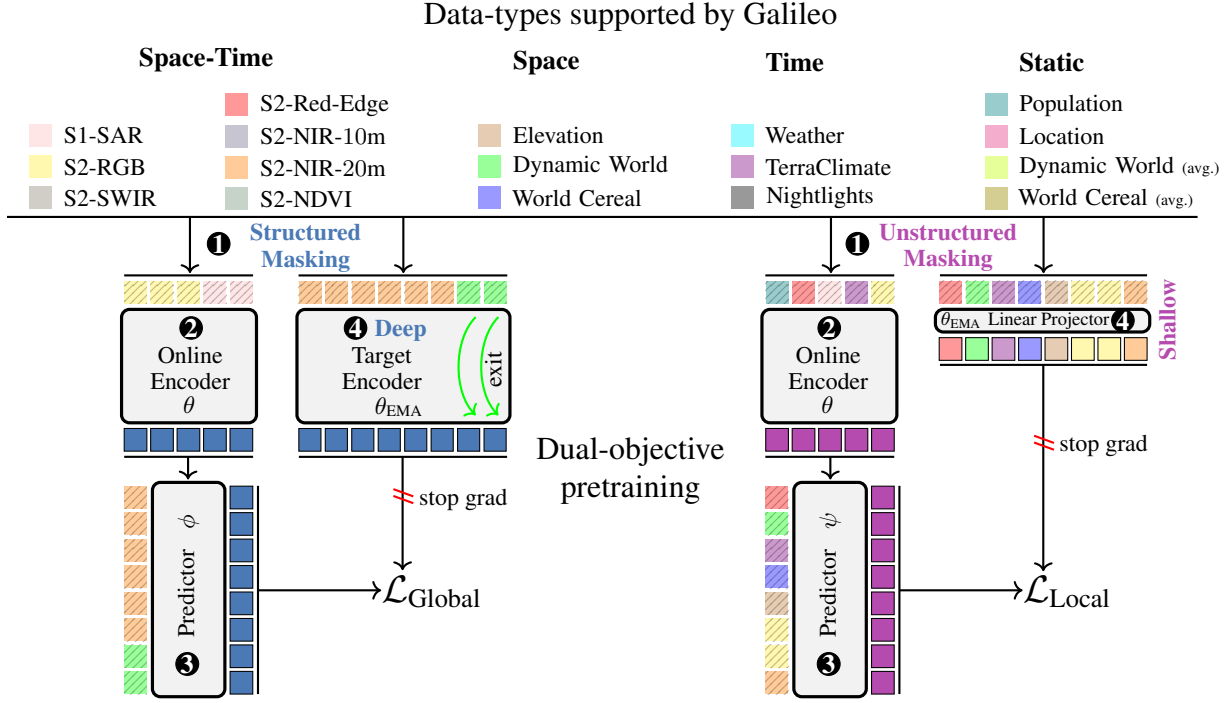 Data-types supported by Galileo
Space-Time
S1-SAR
S2-RGB
S2-SWIR
S2-Red-Edge
S2-NIR-10m
S2-NIR-20m
S2-NDVI
Space
Elevation
Dynamic World
World Cereal
Time
Weather
TerraClimate
Nightlights
Static
Population
Location
Dynamic World (avg.)
World Cereal (avg.)
1 Structured
Masking
2
Online
Encoder
θ
4 Deep
Target
Encoder
θEMA
exit
3 Predictor ϕ
stop grad
ℒGlobal
Dual-objective
pretraining
1 Unstructured
Masking
2
Online
Encoder
θ
θEMA Linear Projector 4
Shallow
3 Predictor ψ
stop grad
ℒLocal